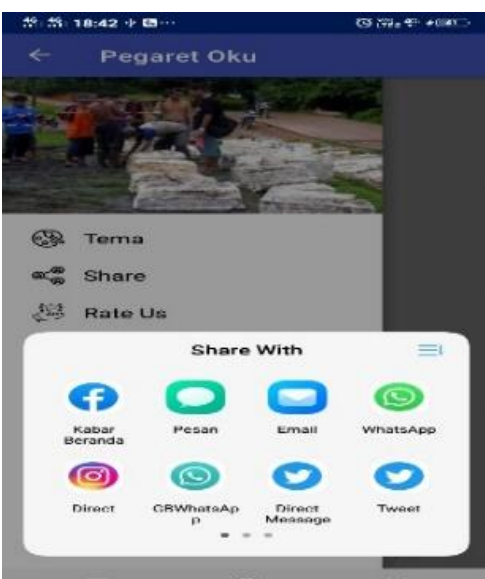 18:42
Pegaret Oku
Tema
Share
Rate Us
Share With
Kabar
Beranda
Pesan
Email
WhatsApp
Direct
GBWhatsAp
p
Direct
Message
Tweet